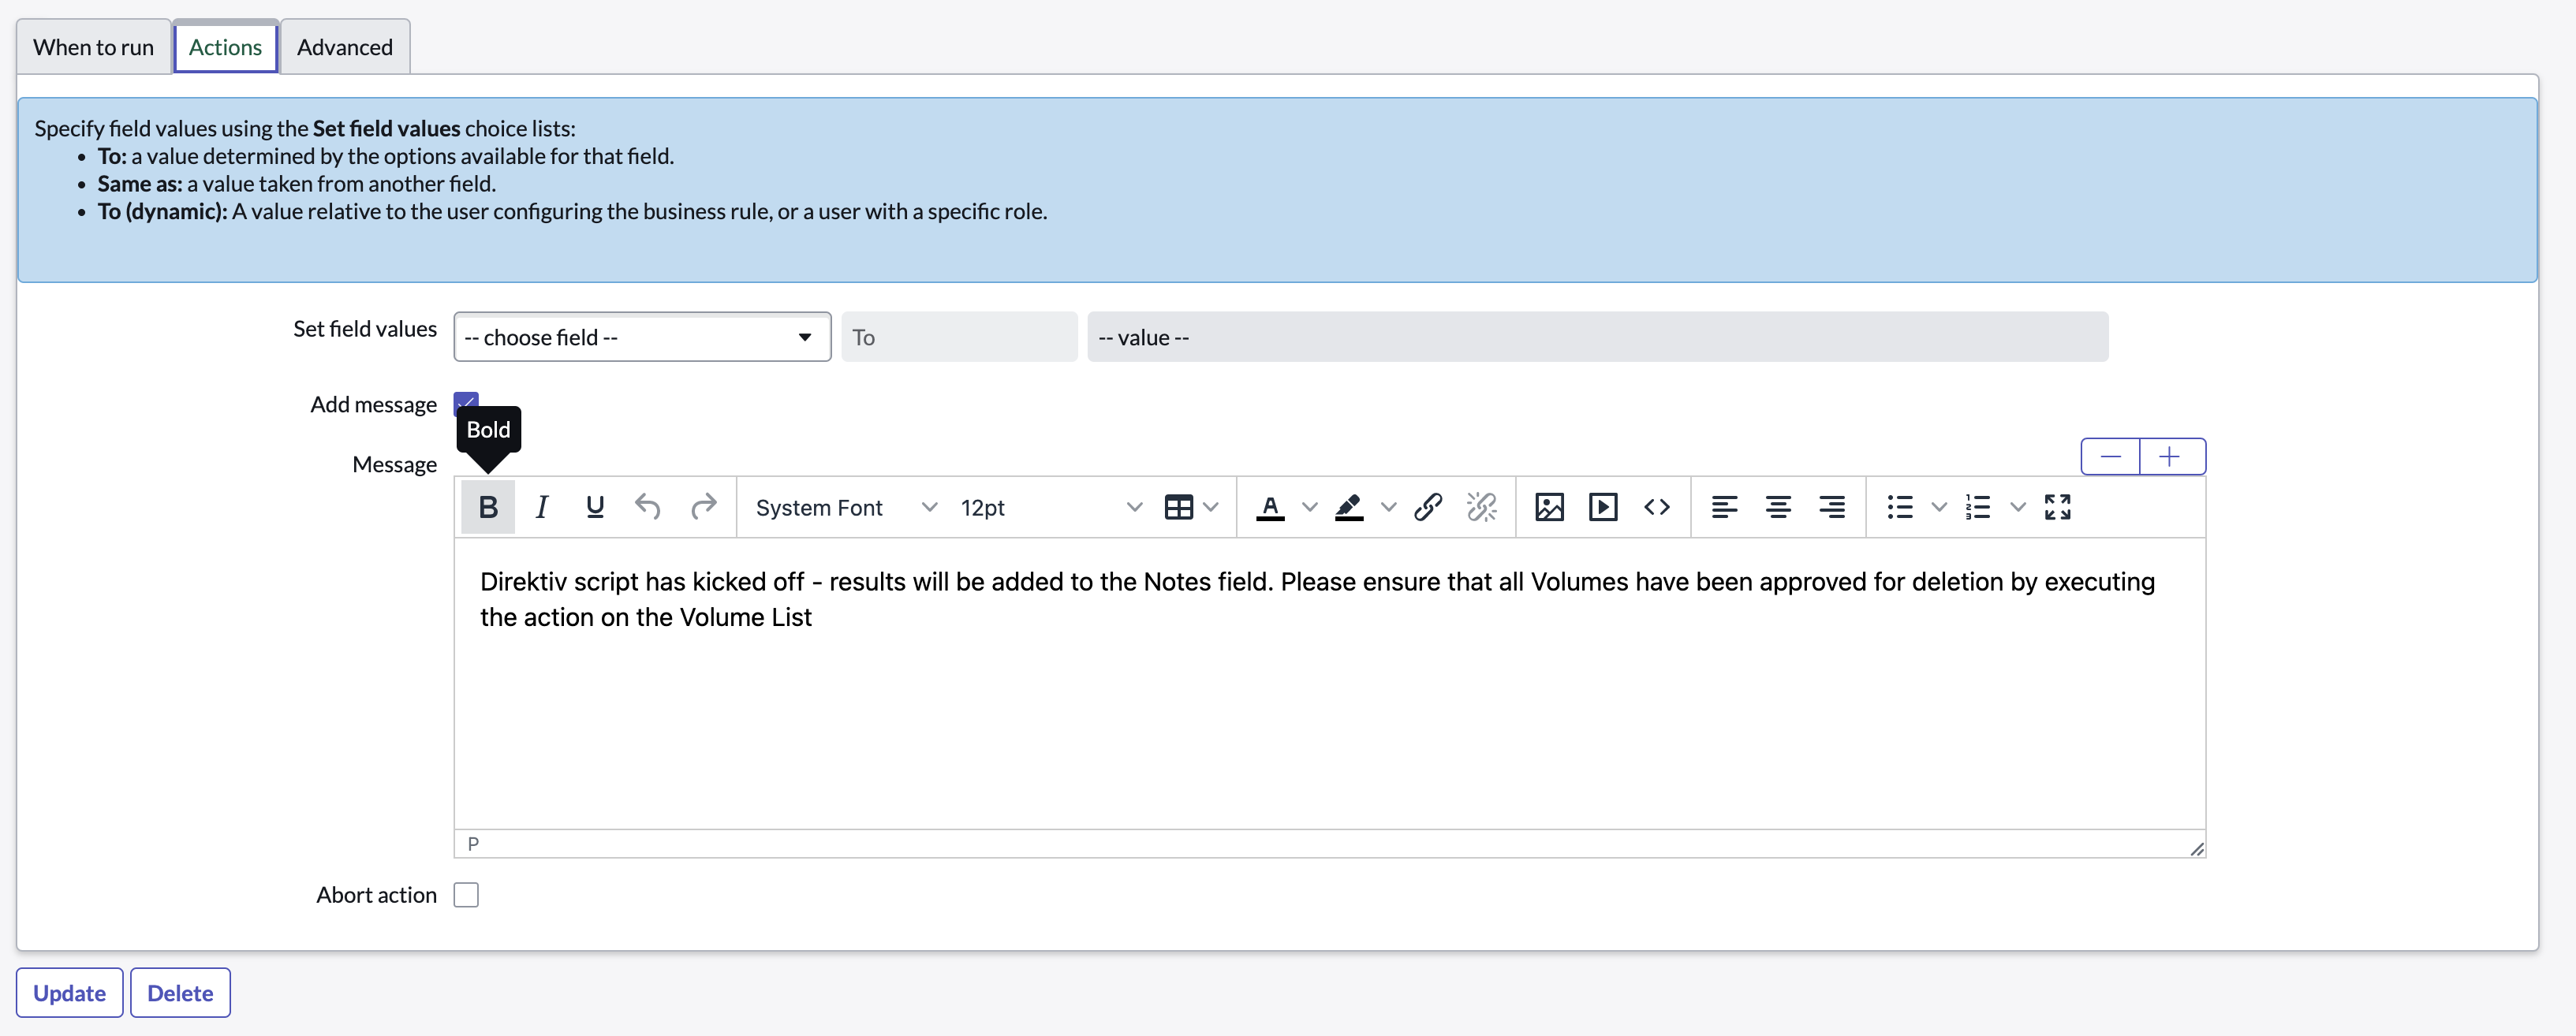 When to run
Actions
Advanced
Specify field values using the Set field values choice lists:
• To: a value determined by the options available for that field.
• Same as: a value taken from another field.
• To (dynamic): A value relative to the user configuring the business rule, or a user with a specific role.
Set field values
-- choose field --
To
-- value --
Add message
Bold
Message
B I U
System Font
12pt
A
Direktiv script has kicked off - results will be added to the Notes field. Please ensure that all Volumes have been approved for deletion by executing
the action on the Volume List
P
Abort action
Update
Delete